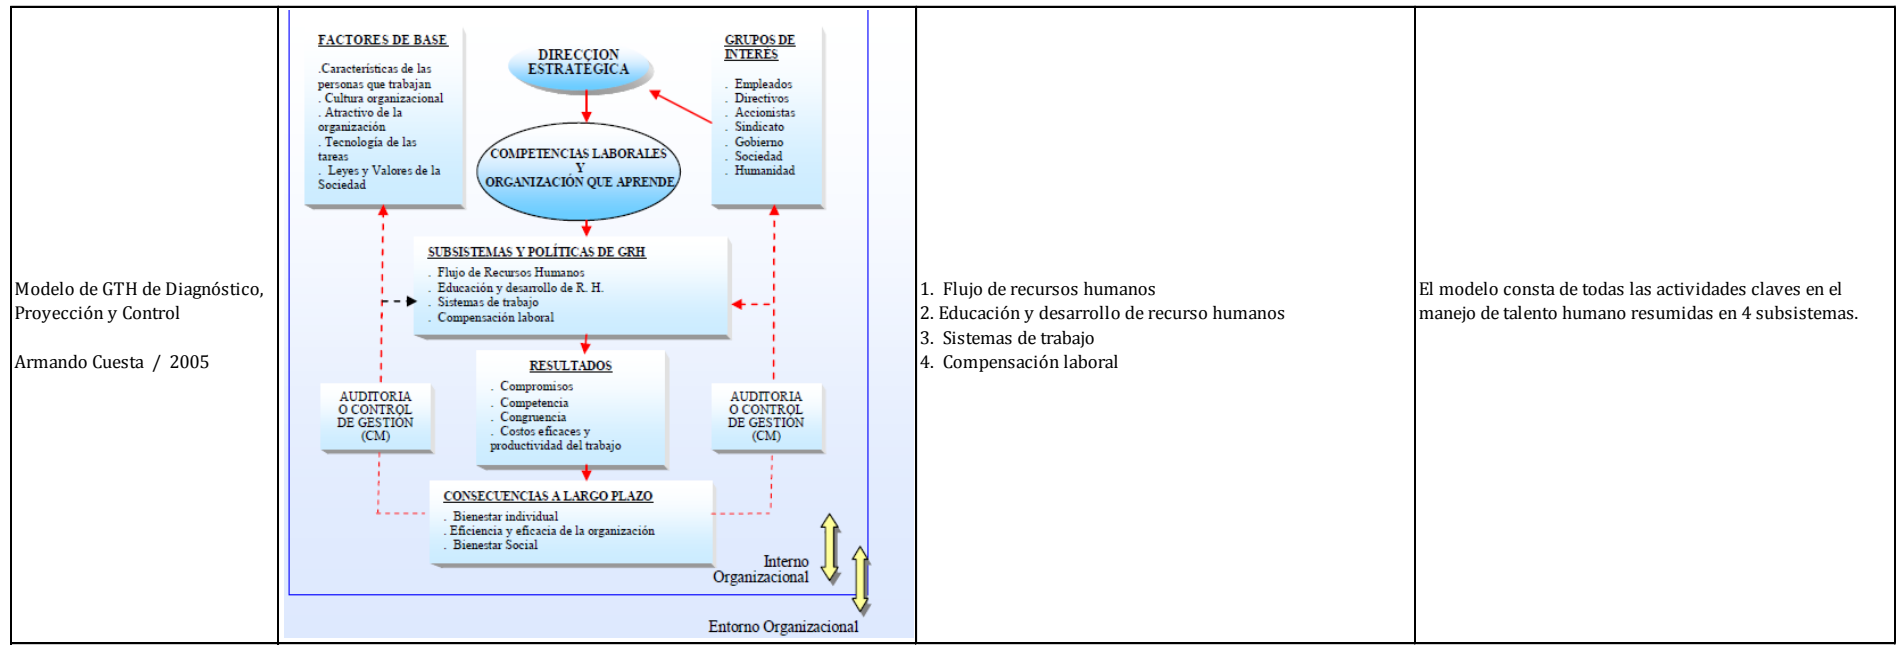 Modelo de GTH de Diagnóstico,
Proyección y Control
Armando Cuesta / 2005
FACTORES DE BASE
.Características de las
personas que trabajan
. Cultura organizacional
. Atractivo de la
organización
. Tecnología de las
tareas
. Leyes y Valores de la
Sociedad
DIRECCION
ESTRATEGICA
GRUPOS DE
INTERES
. Empleados
. Directivos
. Accionistas
. Sindicato
. Gobierno
. Sociedad
. Humanidad
COMPETENCIAS LABORALES
Y
ORGANIZACIÓN QUE APRENDE
SUBSISTEMAS Y POLÍTICAS DE GRH
. Flujo de Recursos Humanos
. Educación y desarrollo de R. H.
. Sistemas de trabajo
. Compensación laboral
RESULTADOS
. Compromisos
. Competencia
. Congruencia
. Costos eficaces y
productividad del trabajo
AUDITORIA
O CONTROL
DE GESTIÓN
(CM)
AUDITORIA
O CONTROL
DE GESTIÓN
(CM)
CONSECUENCIAS A LARGO PLAZO
. Bienestar individual
. Eficiencia y eficacia de la organización
. Bienestar Social
Interno
Organizacional
Entorno Organizacional
1. Flujo de recursos humanos
2. Educación y desarrollo de recurso humanos
3. Sistemas de trabajo
4. Compensación laboral
El modelo consta de todas las actividades claves en el
manejo de talento humano resumidas en 4 subsistemas.